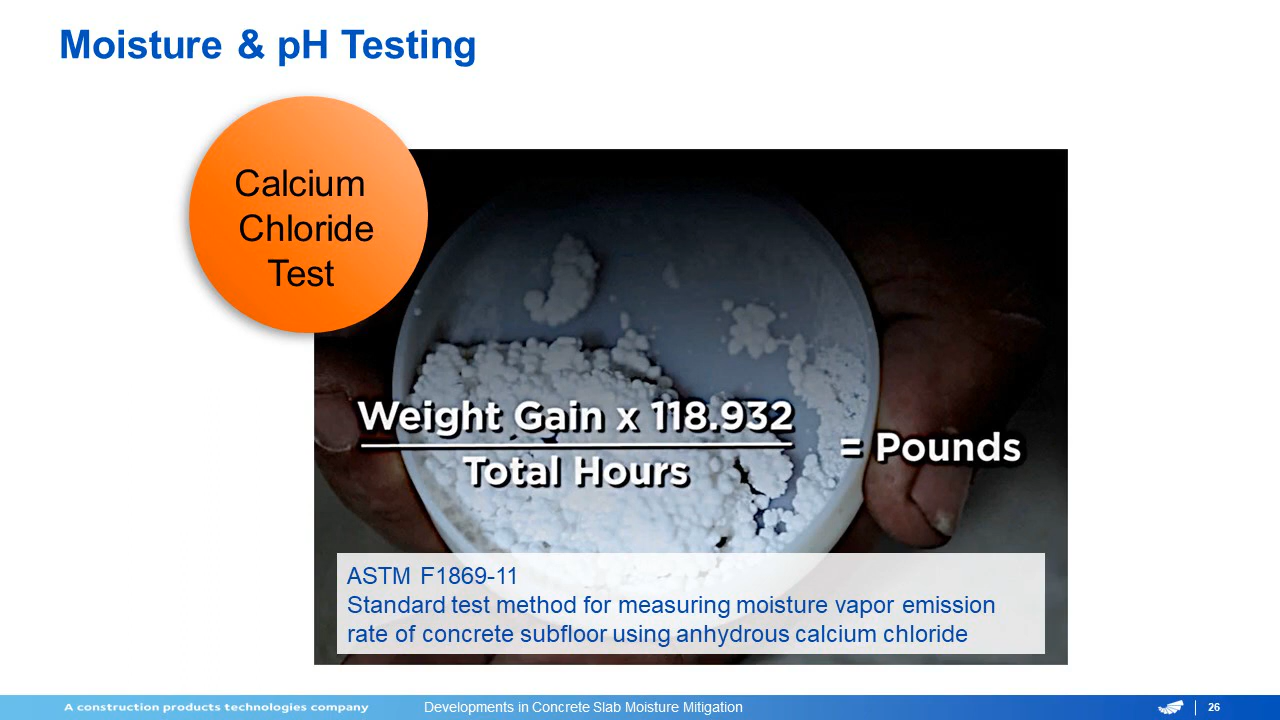 Moisture & pH Testing
Calcium
Chloride
Test
Weight Gain x 118.932
Total Hours
= Pounds
ASTM F1869-11
Standard test method for measuring moisture vapor emission
rate of concrete subfloor using anhydrous calcium chloride
A construction products technologies company
Developments in Concrete Slab Moisture Mitigation
26